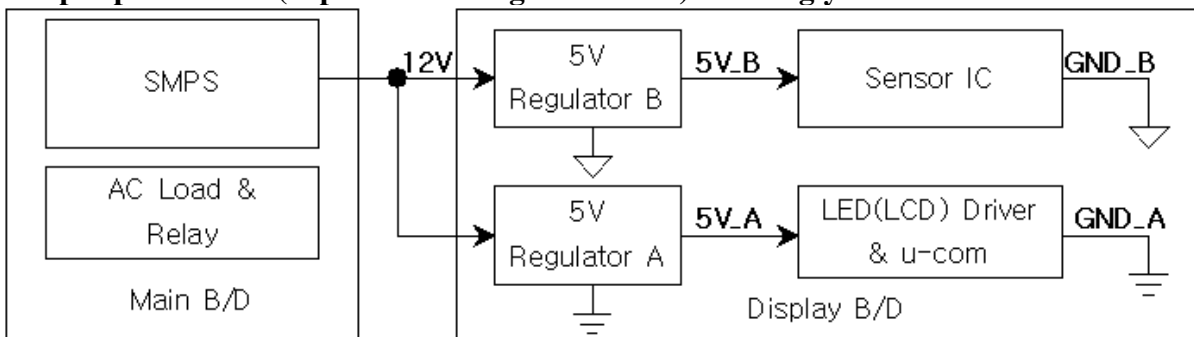 SMPS
AC Load &
Relay
Main B/D
12V
5V
Regulator B
5V_B
Sensor IC
GND_B
5V
Regulator A
5V_A
LED(LCD) Driver
& u-com
GND_A
Display B/D